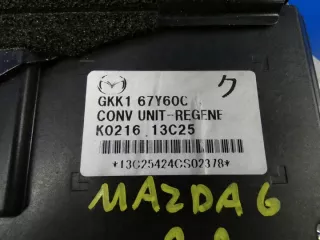 ク
GKK1 67Y60C
CONV UNIT-REGENE
K0216 13C25
*13C25424CS02378*
MAZDA 6